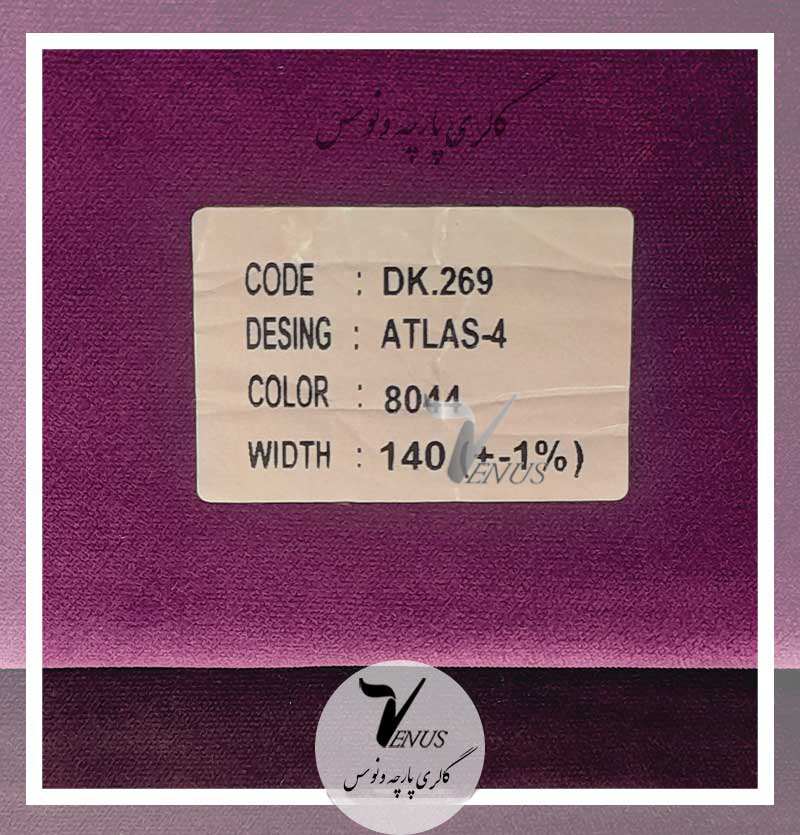 گالری پارچه ونوس
CODE : DK.269
DESING : ATLAS-4
COLOR : 8044
WIDTH : 140 (+-1%)
VENUS
VENUS
گالری پارچه ونوس